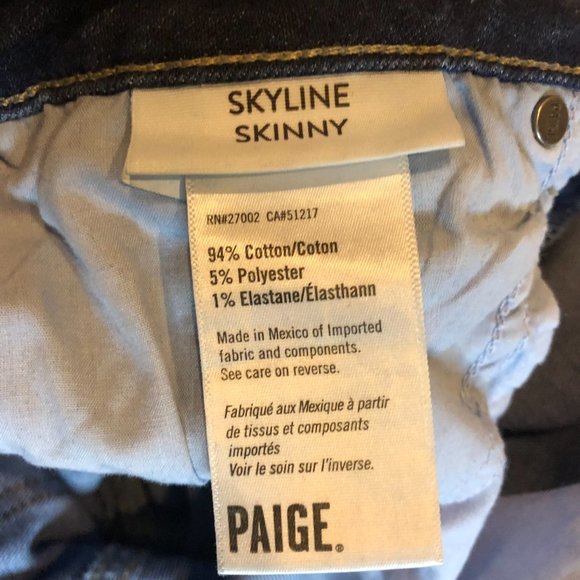 SKYLINE
SKINNY
RN#27002 CA#51217
94% Cotton/Coton
5% Polyester
1% Elastane/Élasthann
Made in Mexico of Imported
fabric and components.
See care on reverse.
Fabriqué aux Mexique à partir
de tissus et composants
importés
Voir le soin sur l'inverse.
PAIGE®